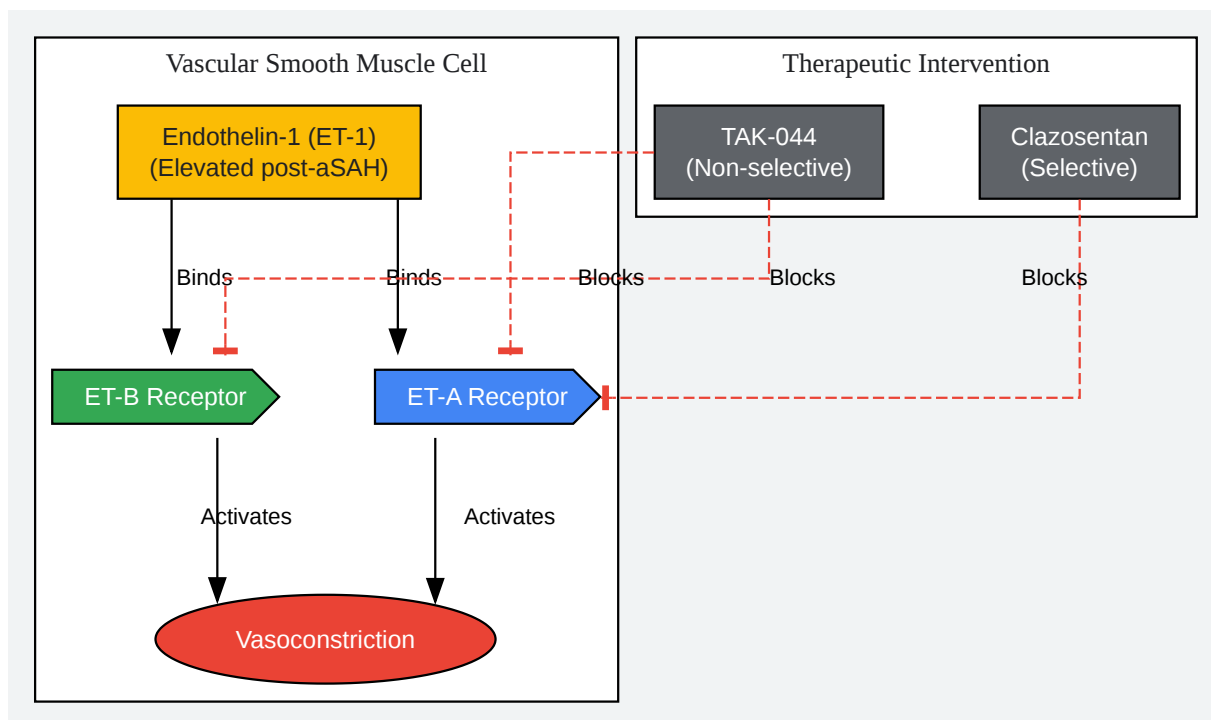 Vascular Smooth Muscle Cell
Therapeutic Intervention
Endothelin-1 (ET-1)
(Elevated post-aSAH)
TAK-044
(Non-selective)
Clazosentan
(Selective)
Binds
Binds
Blocks
Blocks
Blocks
ET-B Receptor
ET-A Receptor
Activates
Activates
Vasoconstriction